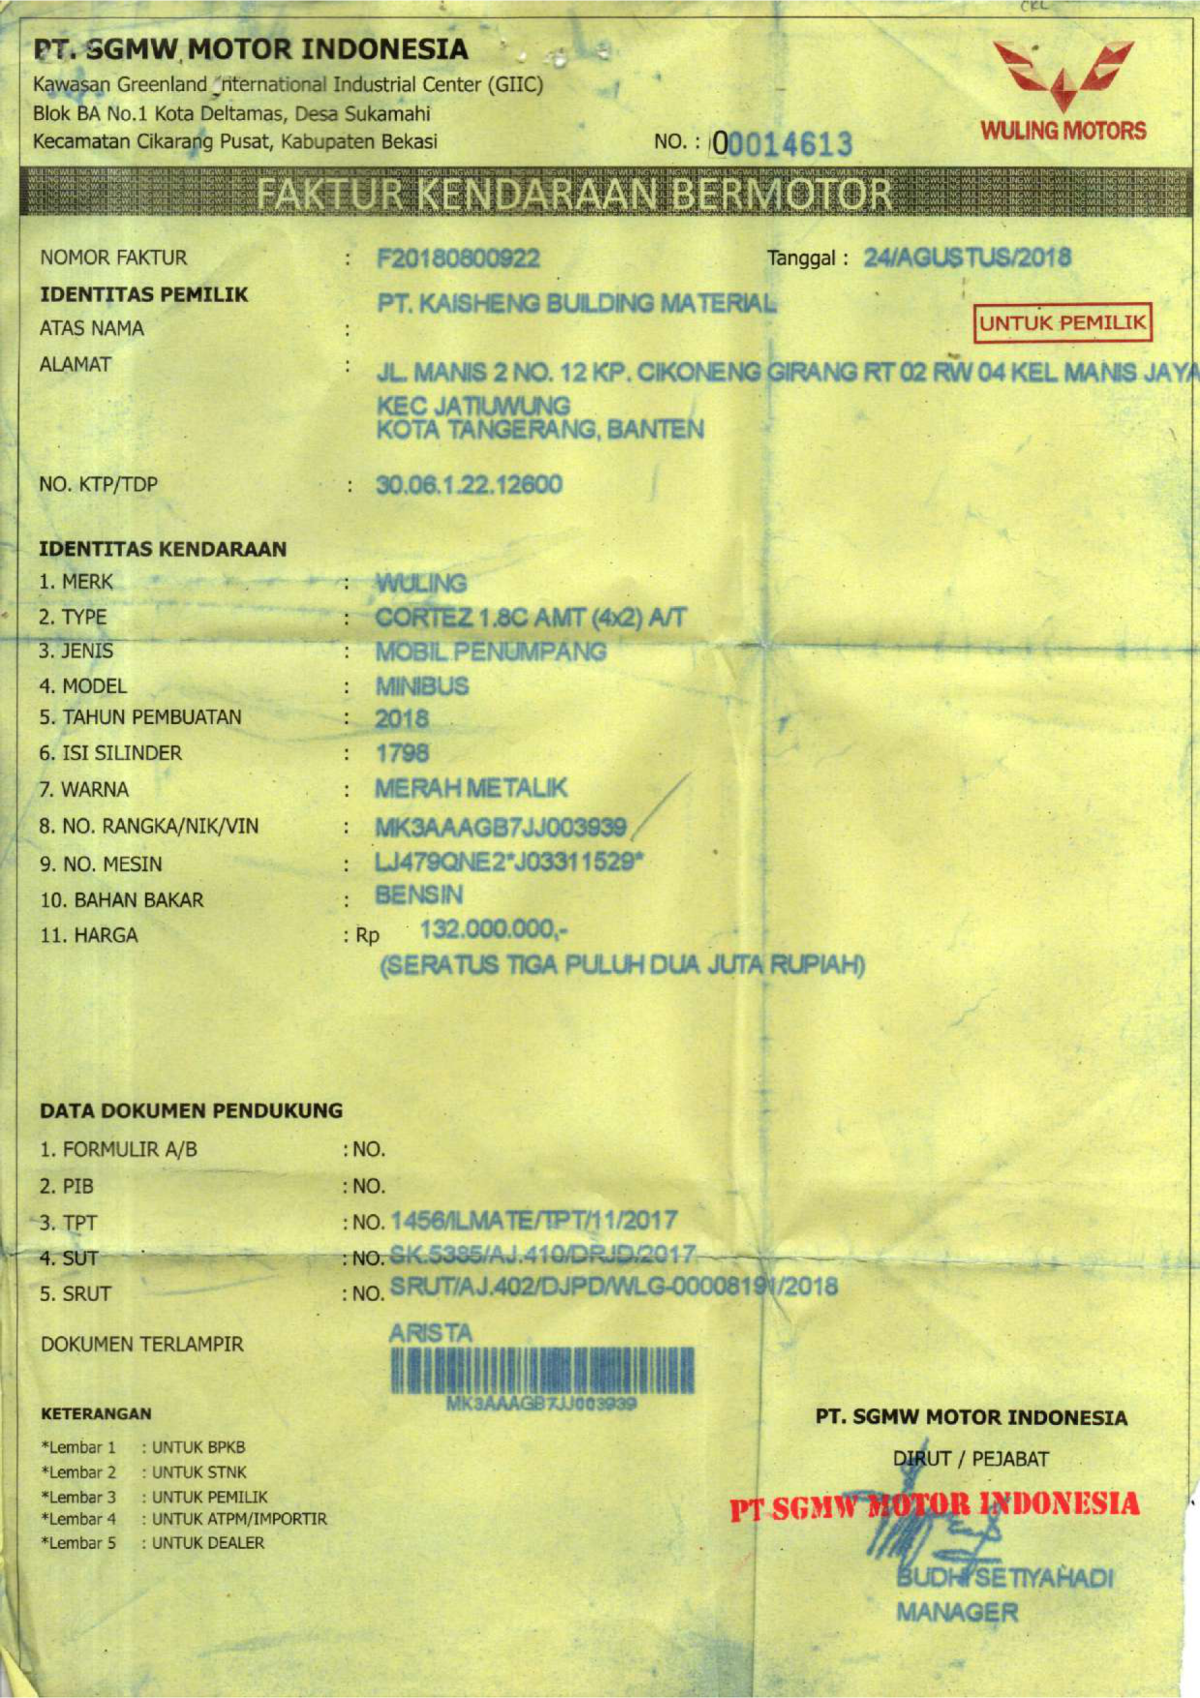 CKL
PT. SGMW MOTOR INDONESIA
Kawasan Greenland International Industrial Center (GIIC)
Blok BA No.1 Kota Deltamas, Desa Sukamahi
Kecamatan Cikarang Pusat, Kabupaten Bekasi
NO. : 00014613
WULING MOTORS
FAKTUR KENDARAAN BERMOTOR
NOMOR FAKTUR : F20180800922 Tanggal : 24/AGUSTUS/2018
IDENTITAS PEMILIK
PT. KAISHENG BUILDING MATERIAL
ATAS NAMA :
UNTUK PEMILIK
ALAMAT : JL. MANIS 2 NO. 12 KP. CIKONENG GIRANG RT 02 RW 04 KEL MANIS JAYA
KEC JATIUWUNG
KOTA TANGERANG, BANTEN
NO. KTP/TDP : 30.06.1.22.12600
IDENTITAS KENDARAAN
1. MERK : WULING
2. TYPE : CORTEZ 1.8C AMT (4x2) A/T
3. JENIS : MOBIL PENUMPANG
4. MODEL : MINIBUS
5. TAHUN PEMBUATAN : 2018
6. ISI SILINDER : 1798
7. WARNA : MERAH METALIK
8. NO. RANGKA/NIK/VIN : MK3AAAGB7JJ003939
9. NO. MESIN : LJ479QNE2*J03311529*
10. BAHAN BAKAR : BENSIN
11. HARGA : Rp 132.000.000,-
(SERATUS TIGA PULUH DUA JUTA RUPIAH)
DATA DOKUMEN PENDUKUNG
1. FORMULIR A/B : NO.
2. PIB : NO.
3. TPT : NO. 1456/ILMATE/TPT/11/2017
4. SUT : NO. SK.5385/AJ.410/DRJD/2017
5. SRUT : NO. SRUT/AJ.402/DJPD/WLG-00008191/2018
DOKUMEN TERLAMPIR ARISTA
MK3AAAGB7JJ003939
KETERANGAN
*Lembar 1 : UNTUK BPKB
*Lembar 2 : UNTUK STNK
*Lembar 3 : UNTUK PEMILIK
*Lembar 4 : UNTUK ATPM/IMPORTIR
*Lembar 5 : UNTUK DEALER
PT. SGMW MOTOR INDONESIA
DIRUT / PEJABAT
PT SGMW MOTOR INDONESIA
BUDHI SETIYAHADI
MANAGER